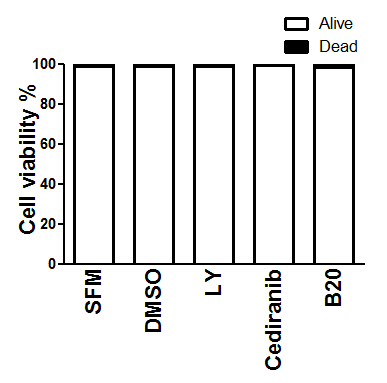 Alive
Dead
Cell viability %
100
80
60
40
20
0
SFM
DMSO
LY
Cediranib
B20